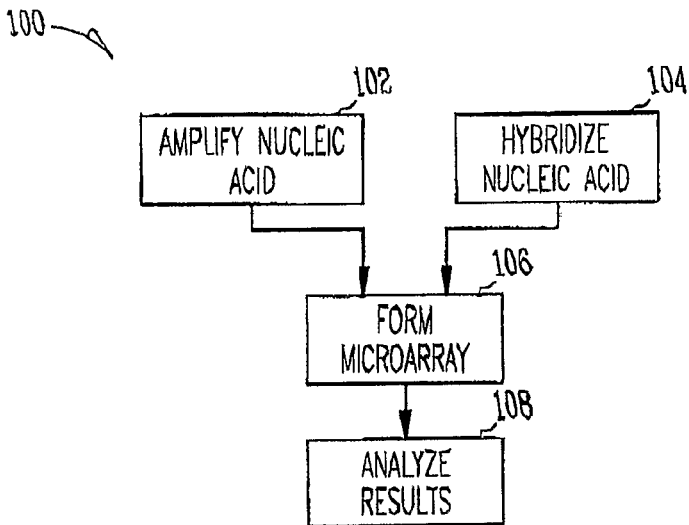 100
102
104
AMPLIFY NUCLEIC
ACID
HYBRIDIZE
NUCLEIC ACID
106
FORM
MICROARRAY
108
ANALYZE
RESULTS